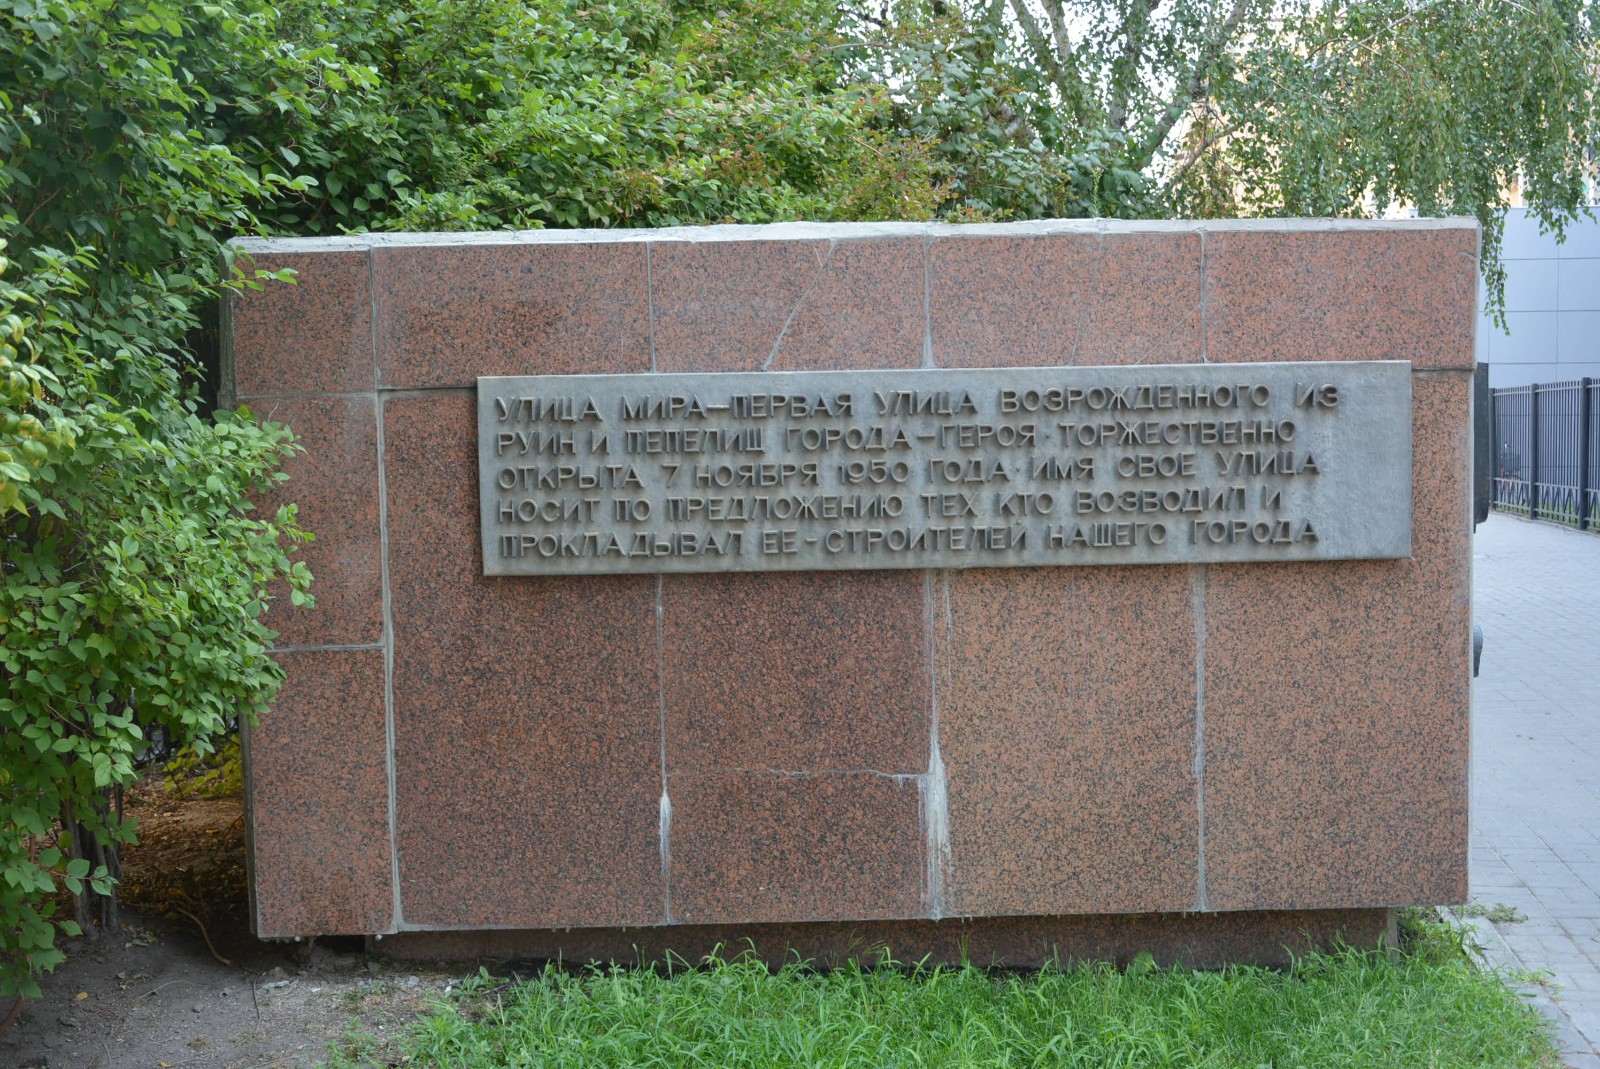 УЛИЦА МИРА–ПЕРВАЯ УЛИЦА ВОЗРОЖДЕННОГО ИЗ
РУИН И ПЕПЕЛИЩ ГОРОДА–ГЕРОЯ·ТОРЖЕСТВЕННО
ОТКРЫТА 7 НОЯБРЯ 1950 ГОДА·ИМЯ СВОЕ УЛИЦА
НОСИТ ПО ПРЕДЛОЖЕНИЮ ТЕХ КТО ВОЗВОДИЛ И
ПРОКЛАДЫВАЛ ЕЕ–СТРОИТЕЛЕЙ НАШЕГО ГОРОДА